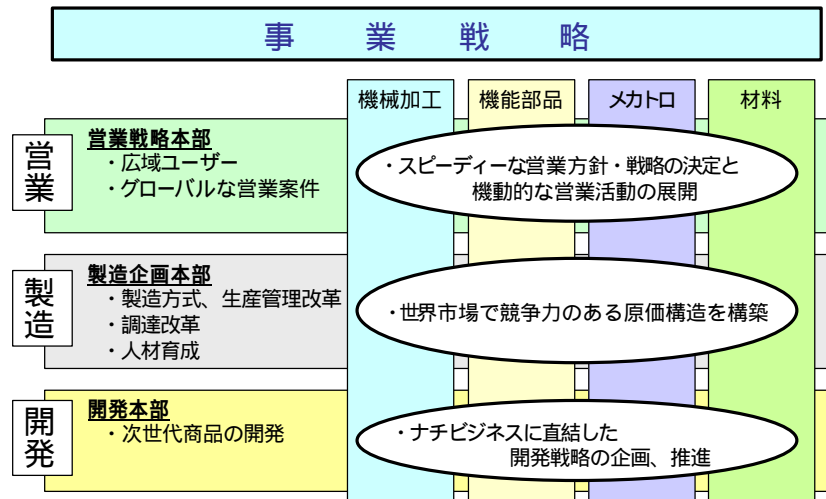 事業戦略
機械加工
機能部品
メカトロ
材料
営業
営業戦略本部
・広域ユーザー
・グローバルな営業案件
・スピーディーな営業方針・戦略の決定と
機動的な営業活動の展開
製造
製造企画本部
・製造方式、生産管理改革
・調達改革
・人材育成
・世界市場で競争力のある原価構造を構築
開発
開発本部
・次世代商品の開発
・ナチビジネスに直結した
開発戦略の企画、推進